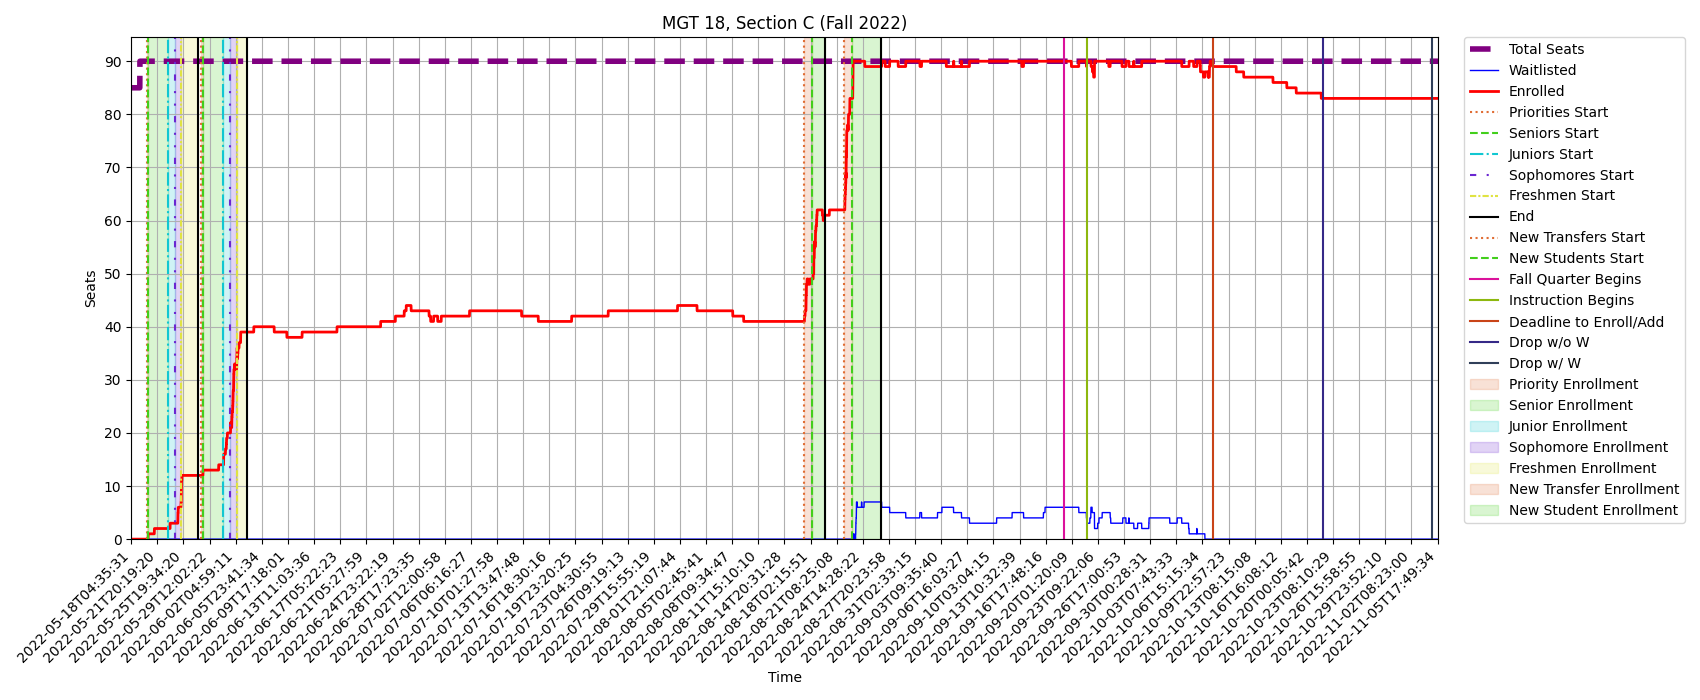 MGT 18, Section C (Fall 2022)
Seats
90
80
70
60
50
40
30
20
10
0
2022-05-18T04:35:31
2022-05-21T20:19:20
2022-05-25T19:34:20
2022-05-29T12:02:22
2022-06-02T04:59:11
2022-06-05T23:41:34
2022-06-09T17:18:01
2022-06-13T11:03:36
2022-06-17T05:22:23
2022-06-21T05:27:59
2022-06-24T23:22:19
2022-06-28T17:23:35
2022-07-02T12:00:58
2022-07-06T06:16:27
2022-07-10T01:27:58
2022-07-13T13:47:48
2022-07-16T18:30:16
2022-07-19T23:20:25
2022-07-23T04:30:55
2022-07-26T09:19:13
2022-07-29T15:55:19
2022-08-01T21:07:44
2022-08-05T02:45:41
2022-08-08T09:34:47
2022-08-11T15:10:10
2022-08-14T20:31:28
2022-08-18T02:15:51
2022-08-21T08:25:08
2022-08-24T14:28:22
2022-08-27T20:23:58
2022-08-31T02:33:15
2022-09-03T09:35:40
2022-09-06T16:03:27
2022-09-10T03:04:15
2022-09-13T10:32:39
2022-09-16T17:48:16
2022-09-20T01:20:09
2022-09-23T09:22:06
2022-09-26T17:00:53
2022-09-30T00:28:31
2022-10-03T07:43:33
2022-10-06T15:15:34
2022-10-09T22:57:23
2022-10-13T08:15:08
2022-10-16T16:08:12
2022-10-20T00:05:42
2022-10-23T08:10:29
2022-10-26T15:58:55
2022-10-29T23:52:10
2022-11-02T08:23:00
2022-11-05T17:49:34
Time
Total Seats
Waitlisted
Enrolled
Priorities Start
Seniors Start
Juniors Start
Sophomores Start
Freshmen Start
End
New Transfers Start
New Students Start
Fall Quarter Begins
Instruction Begins
Deadline to Enroll/Add
Drop w/o W
Drop w/ W
Priority Enrollment
Senior Enrollment
Junior Enrollment
Sophomore Enrollment
Freshmen Enrollment
New Transfer Enrollment
New Student Enrollment